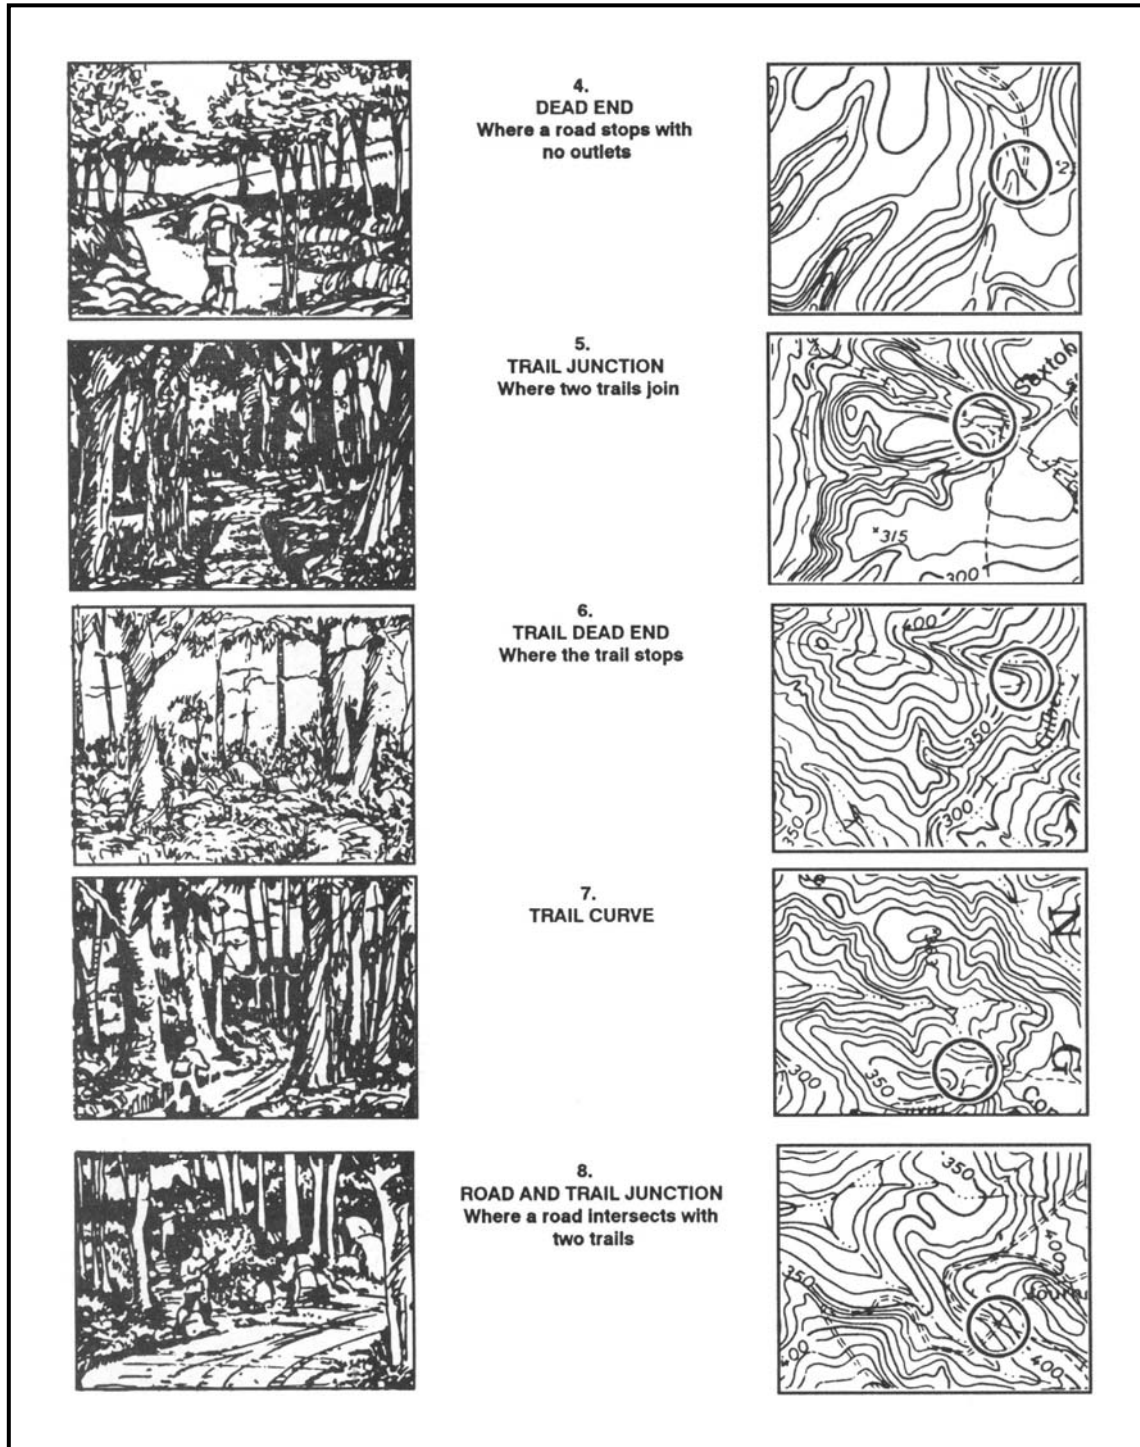 4.
DEAD END
Where a road stops with
no outlets
5.
TRAIL JUNCTION
Where two trails join
315
300
6.
TRAIL DEAD END
Where the trail stops
400
350
300
350
7.
TRAIL CURVE
N
300
350
G
8.
ROAD AND TRAIL JUNCTION
Where a road intersects with
two trails
350
400
350
400
400